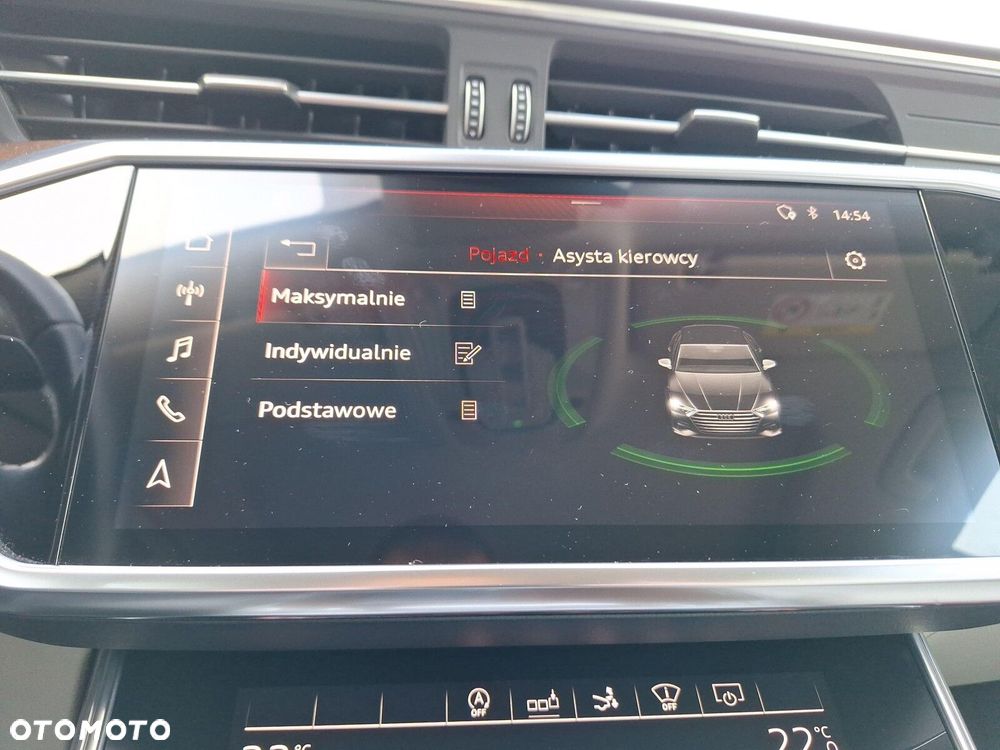 14:54
Pojazd · Asysta kierowcy
Maksymalnie
Indywidualnie
Podstawowe
OFF
OFF
22°C
OTOMOTO